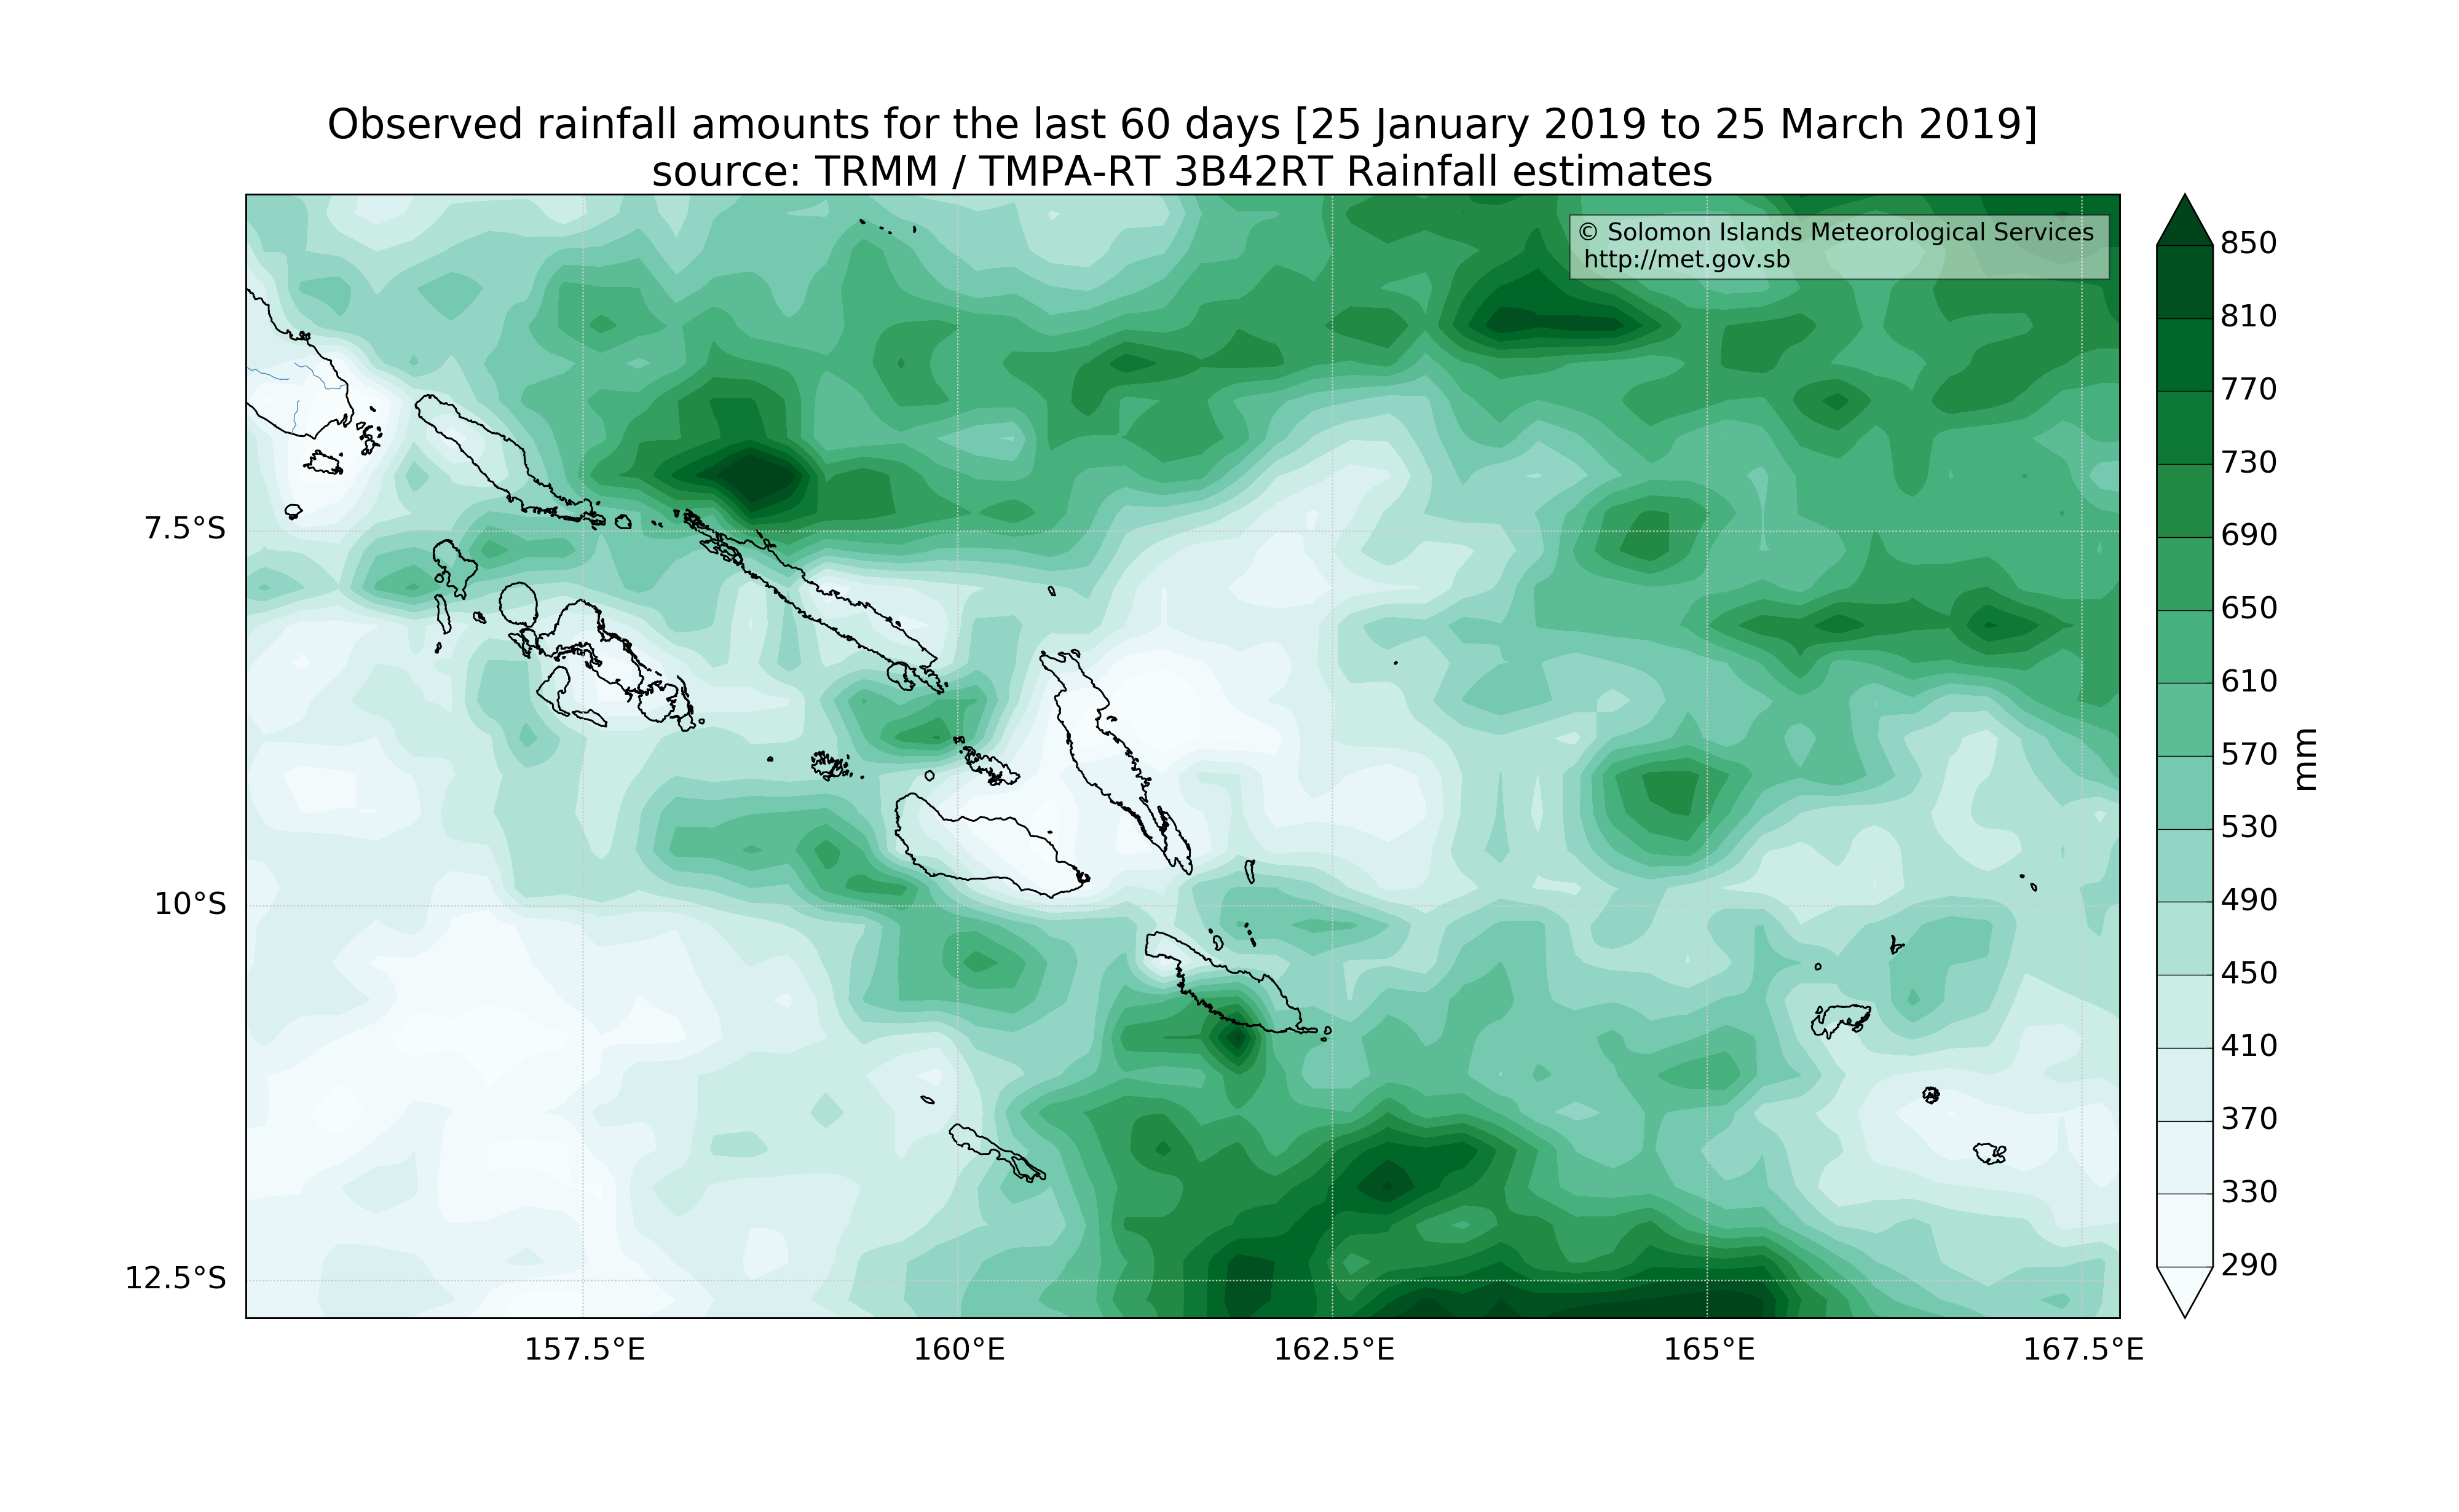 Observed rainfall amounts for the last 60 days [25 January 2019 to 25 March 2019]
source: TRMM / TMPA-RT 3B42RT Rainfall estimates
© Solomon Islands Meteorological Services
http://met.gov.sb
7.5°S
10°S
12.5°S
157.5°E
160°E
162.5°E
165°E
167.5°E
850
810
770
730
690
650
610
570
530
490
450
410
370
330
290
mm